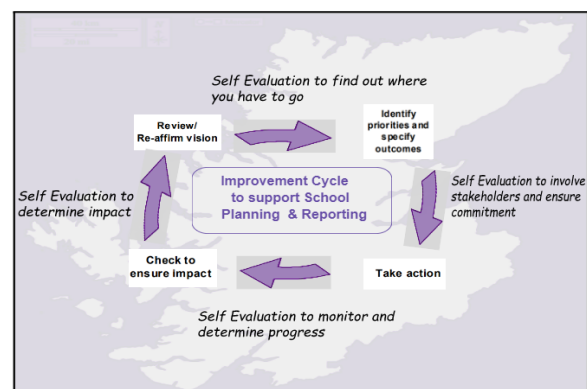 Self Evaluation to find out where
you have to go
Review/
Re-affirm vision
Identify
priorities and
specify
outcomes
Improvement Cycle
to support School
Planning & Reporting
Self Evaluation to
determine impact
Self Evaluation to involve
stakeholders and ensure
commitment
Check to
ensure impact
Take action
Self Evaluation to monitor and
determine progress